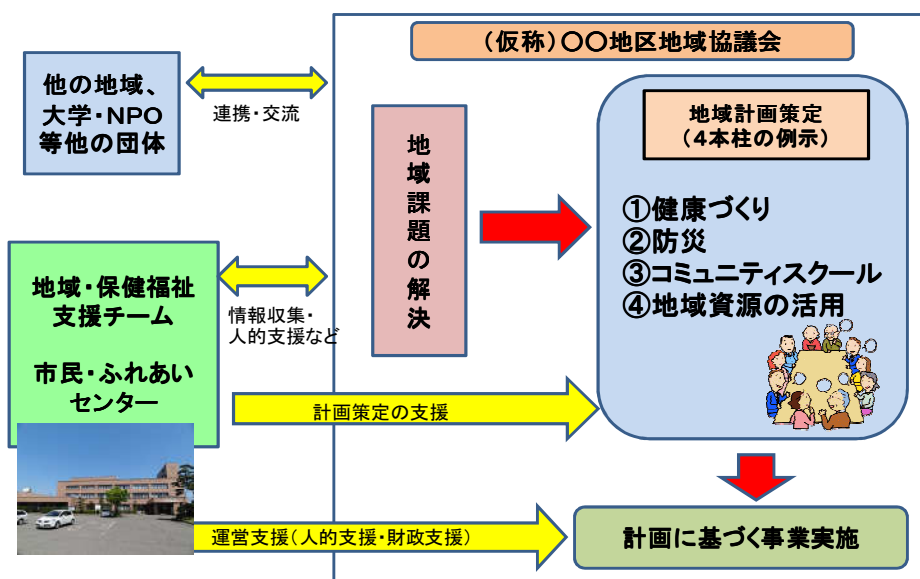 (仮称)〇〇地区地域協議会
他の地域、
大学・NPO
等他の団体
連携・交流
地域課題の解決
地域計画策定
(4本柱の例示)
①健康づくり
②防災
③コミュニティスクール
④地域資源の活用
地域・保健福祉
支援チーム
市民・ふれあい
センター
情報収集・
人的支援など
計画策定の支援
運営支援(人的支援・財政支援)
計画に基づく事業実施